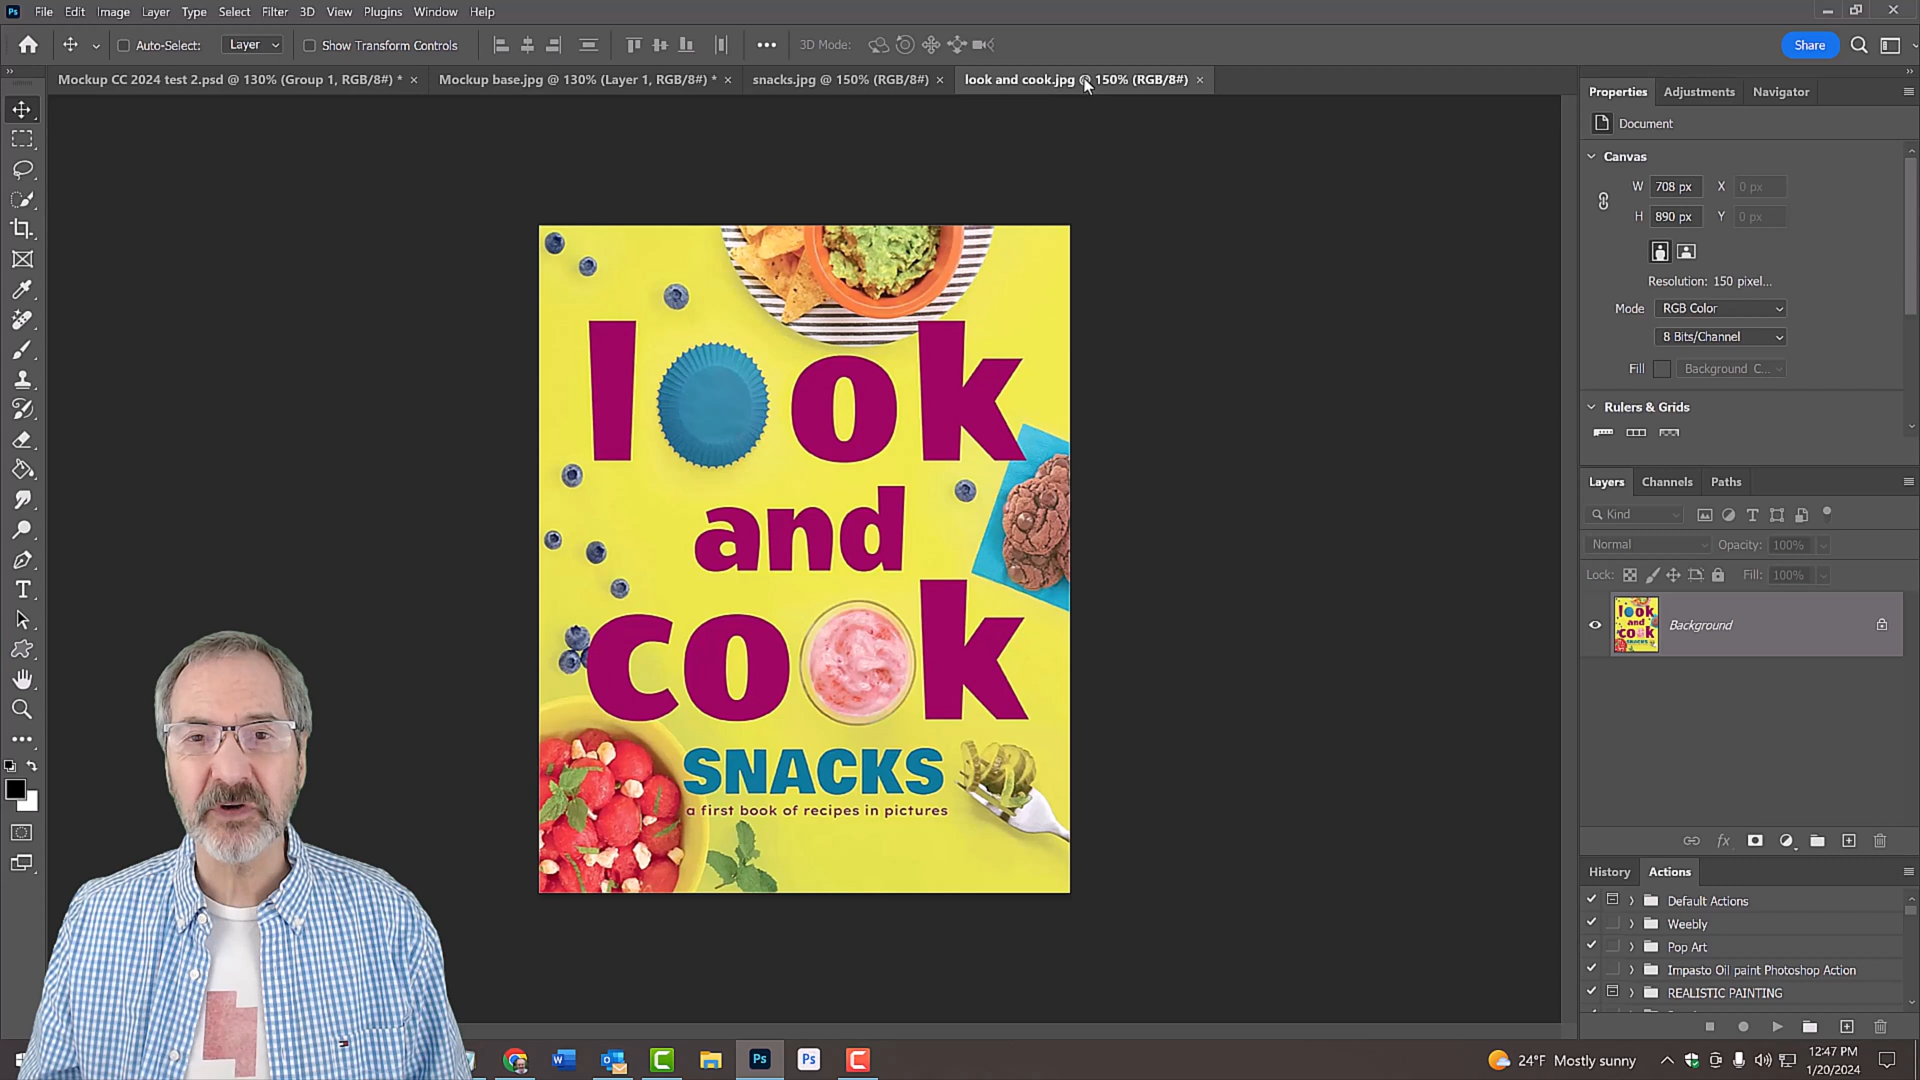 Ps File Edit Image Layer Type Select Filter 3D View Plugins Window Help
Auto-Select: Layer Show Transform Controls 3D Mode: Share
Mockup CC 2024 test 2.psd @ 130% (Group 1, RGB/8#) * × Mockup base.jpg @ 130% (Layer 1, RGB/8#) * × snacks.jpg @ 150% (RGB/8#) × look and cook.jpg @ 150% (RGB/8#) ×
Properties Adjustments Navigator
Document
Canvas
W 708 px X 0 px
H 890 px Y 0 px
Resolution: 150 pixel...
Mode RGB Color
8 Bits/Channel
Fill Background C...
Rulers & Grids
Layers Channels Paths
Kind
Normal Opacity: 100%
Lock: Fill: 100%
Background
fx
History Actions
Default Actions
Weebly
Pop Art
Impasto Oil paint Photoshop Action
REALISTIC PAINTING
look
and
cook
SNACKS
a first book of recipes in pictures
Ps Ps 24°F Mostly sunny 12:47 PM
1/20/2024